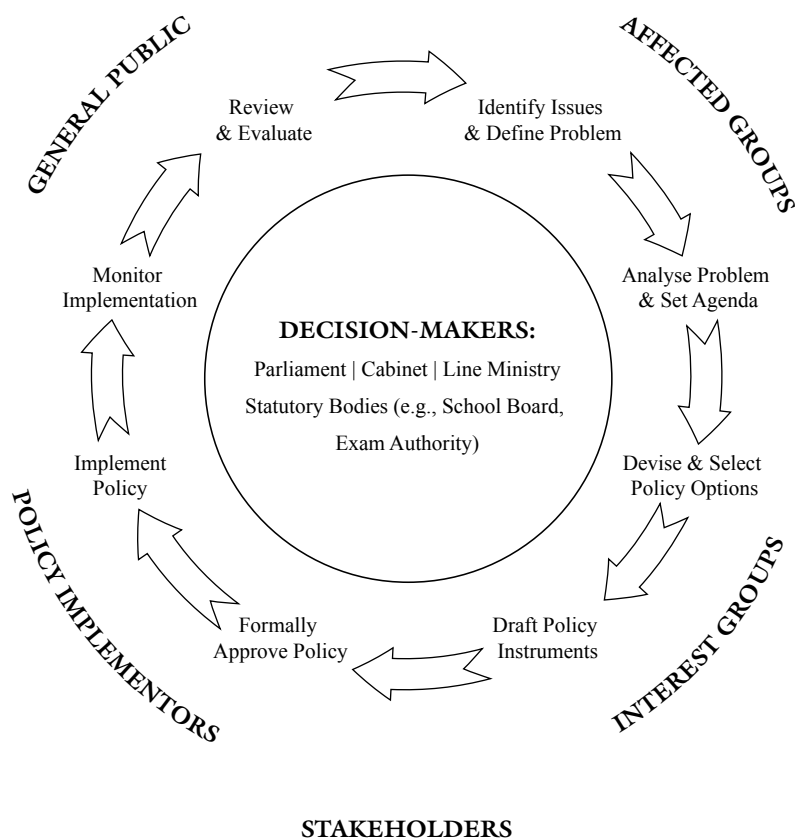 GENERAL PUBLIC
AFFECTED GROUPS
Review
& Evaluate
Identify Issues
& Define Problem
Monitor
Implementation
Analyse Problem
& Set Agenda
DECISION-MAKERS:
Parliament | Cabinet | Line Ministry
Statutory Bodies (e.g., School Board,
Exam Authority)
Implement
Policy
Devise & Select
Policy Options
POLICY IMPLEMENTORS
INTEREST GROUPS
Formally
Approve Policy
Draft Policy
Instruments
STAKEHOLDERS